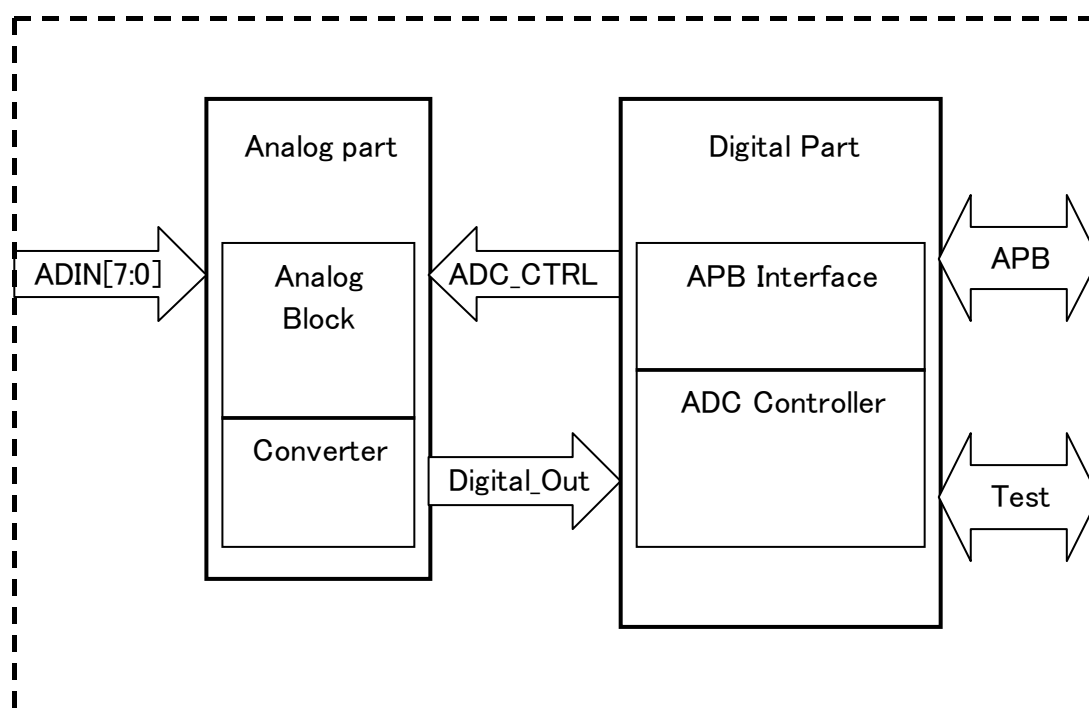 Analog part
Digital Part
ADIN[7:0]
Analog
Block
ADC_CTRL
APB Interface
APB
ADC Controller
Converter
Digital_Out
Test